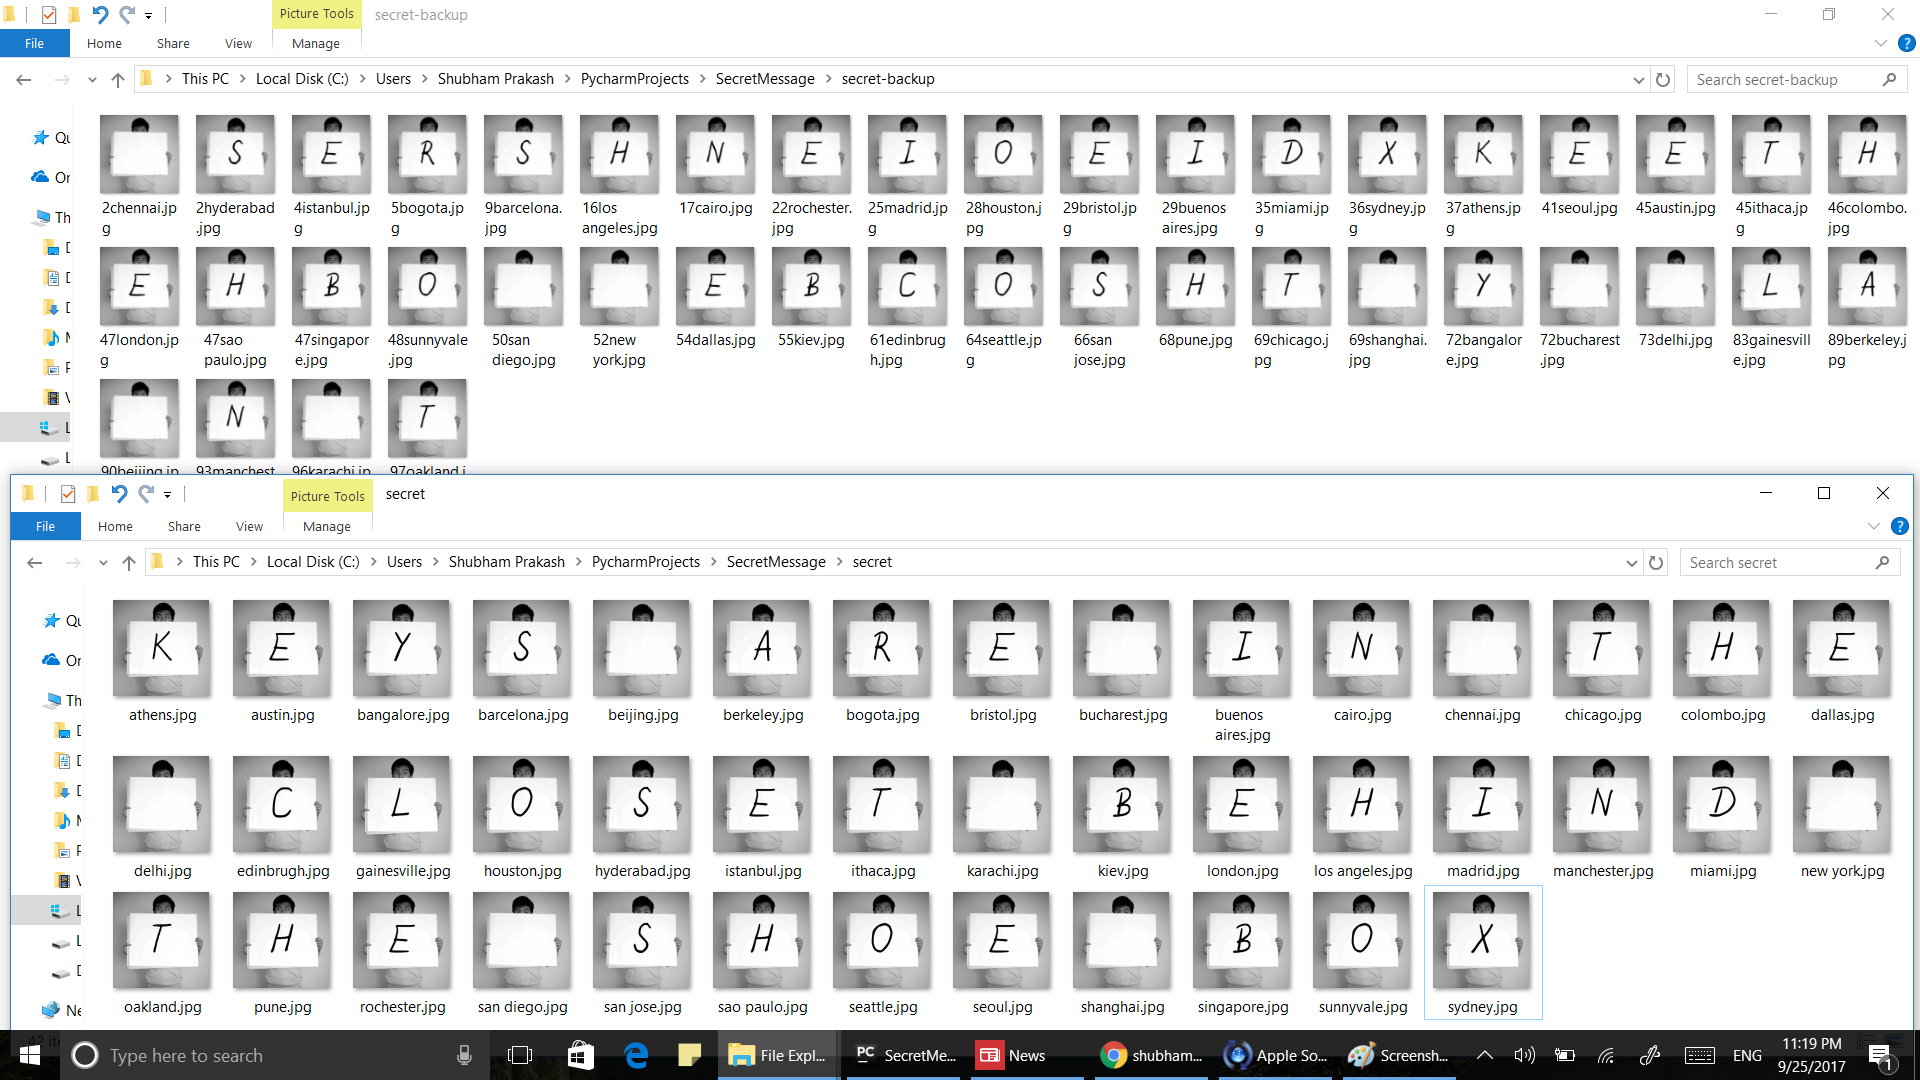 Picture Tools secret-backup
File Home Share View Manage
This PC Local Disk (C:) Users Shubham Prakash PycharmProjects SecretMessage secret-backup Search secret-backup
S E R S H N E I O E I D X K E E T H
2chennai.jpg 2hyderabad.jpg 4istanbul.jpg 5bogota.jpg 9barcelona.jpg 16los angeles.jpg 17cairo.jpg 22rochester.jpg 25madrid.jpg 28houston.jpg 29bristol.jpg 29buenos aires.jpg 35miami.jpg 36sydney.jpg 37athens.jpg 41seoul.jpg 45austin.jpg 45ithaca.jpg 46colombo.jpg
E H B O E B C O S H T Y L A
47london.jpg 47sao paulo.jpg 47singapore.jpg 48sunnyvale.jpg 50san diego.jpg 52new york.jpg 54dallas.jpg 55kiev.jpg 61edinbrugh.jpg 64seattle.jpg 66san jose.jpg 68pune.jpg 69chicago.jpg 69shanghai.jpg 72bangalore.jpg 72bucharest.jpg 73delhi.jpg 83gainesville.jpg 89berkeley.jpg
N T
90beijing.jp 93manchest 96karachi.jp 97oakland.j
Picture Tools secret
File Home Share View Manage
This PC Local Disk (C:) Users Shubham Prakash PycharmProjects SecretMessage secret Search secret
K E Y S A R E I N T H E
athens.jpg austin.jpg bangalore.jpg barcelona.jpg beijing.jpg berkeley.jpg bogota.jpg bristol.jpg bucharest.jpg buenos aires.jpg cairo.jpg chennai.jpg chicago.jpg colombo.jpg dallas.jpg
C L O S E T B E H I N D
delhi.jpg edinbrugh.jpg gainesville.jpg houston.jpg hyderabad.jpg istanbul.jpg ithaca.jpg karachi.jpg kiev.jpg london.jpg los angeles.jpg madrid.jpg manchester.jpg miami.jpg new york.jpg
T H E S H O E B O X
oakland.jpg pune.jpg rochester.jpg san diego.jpg san jose.jpg sao paulo.jpg seattle.jpg seoul.jpg shanghai.jpg singapore.jpg sunnyvale.jpg sydney.jpg
Type here to search File Expl... SecretMe... News shubham... Apple So... Screensh... ENG 11:19 PM
9/25/2017 1